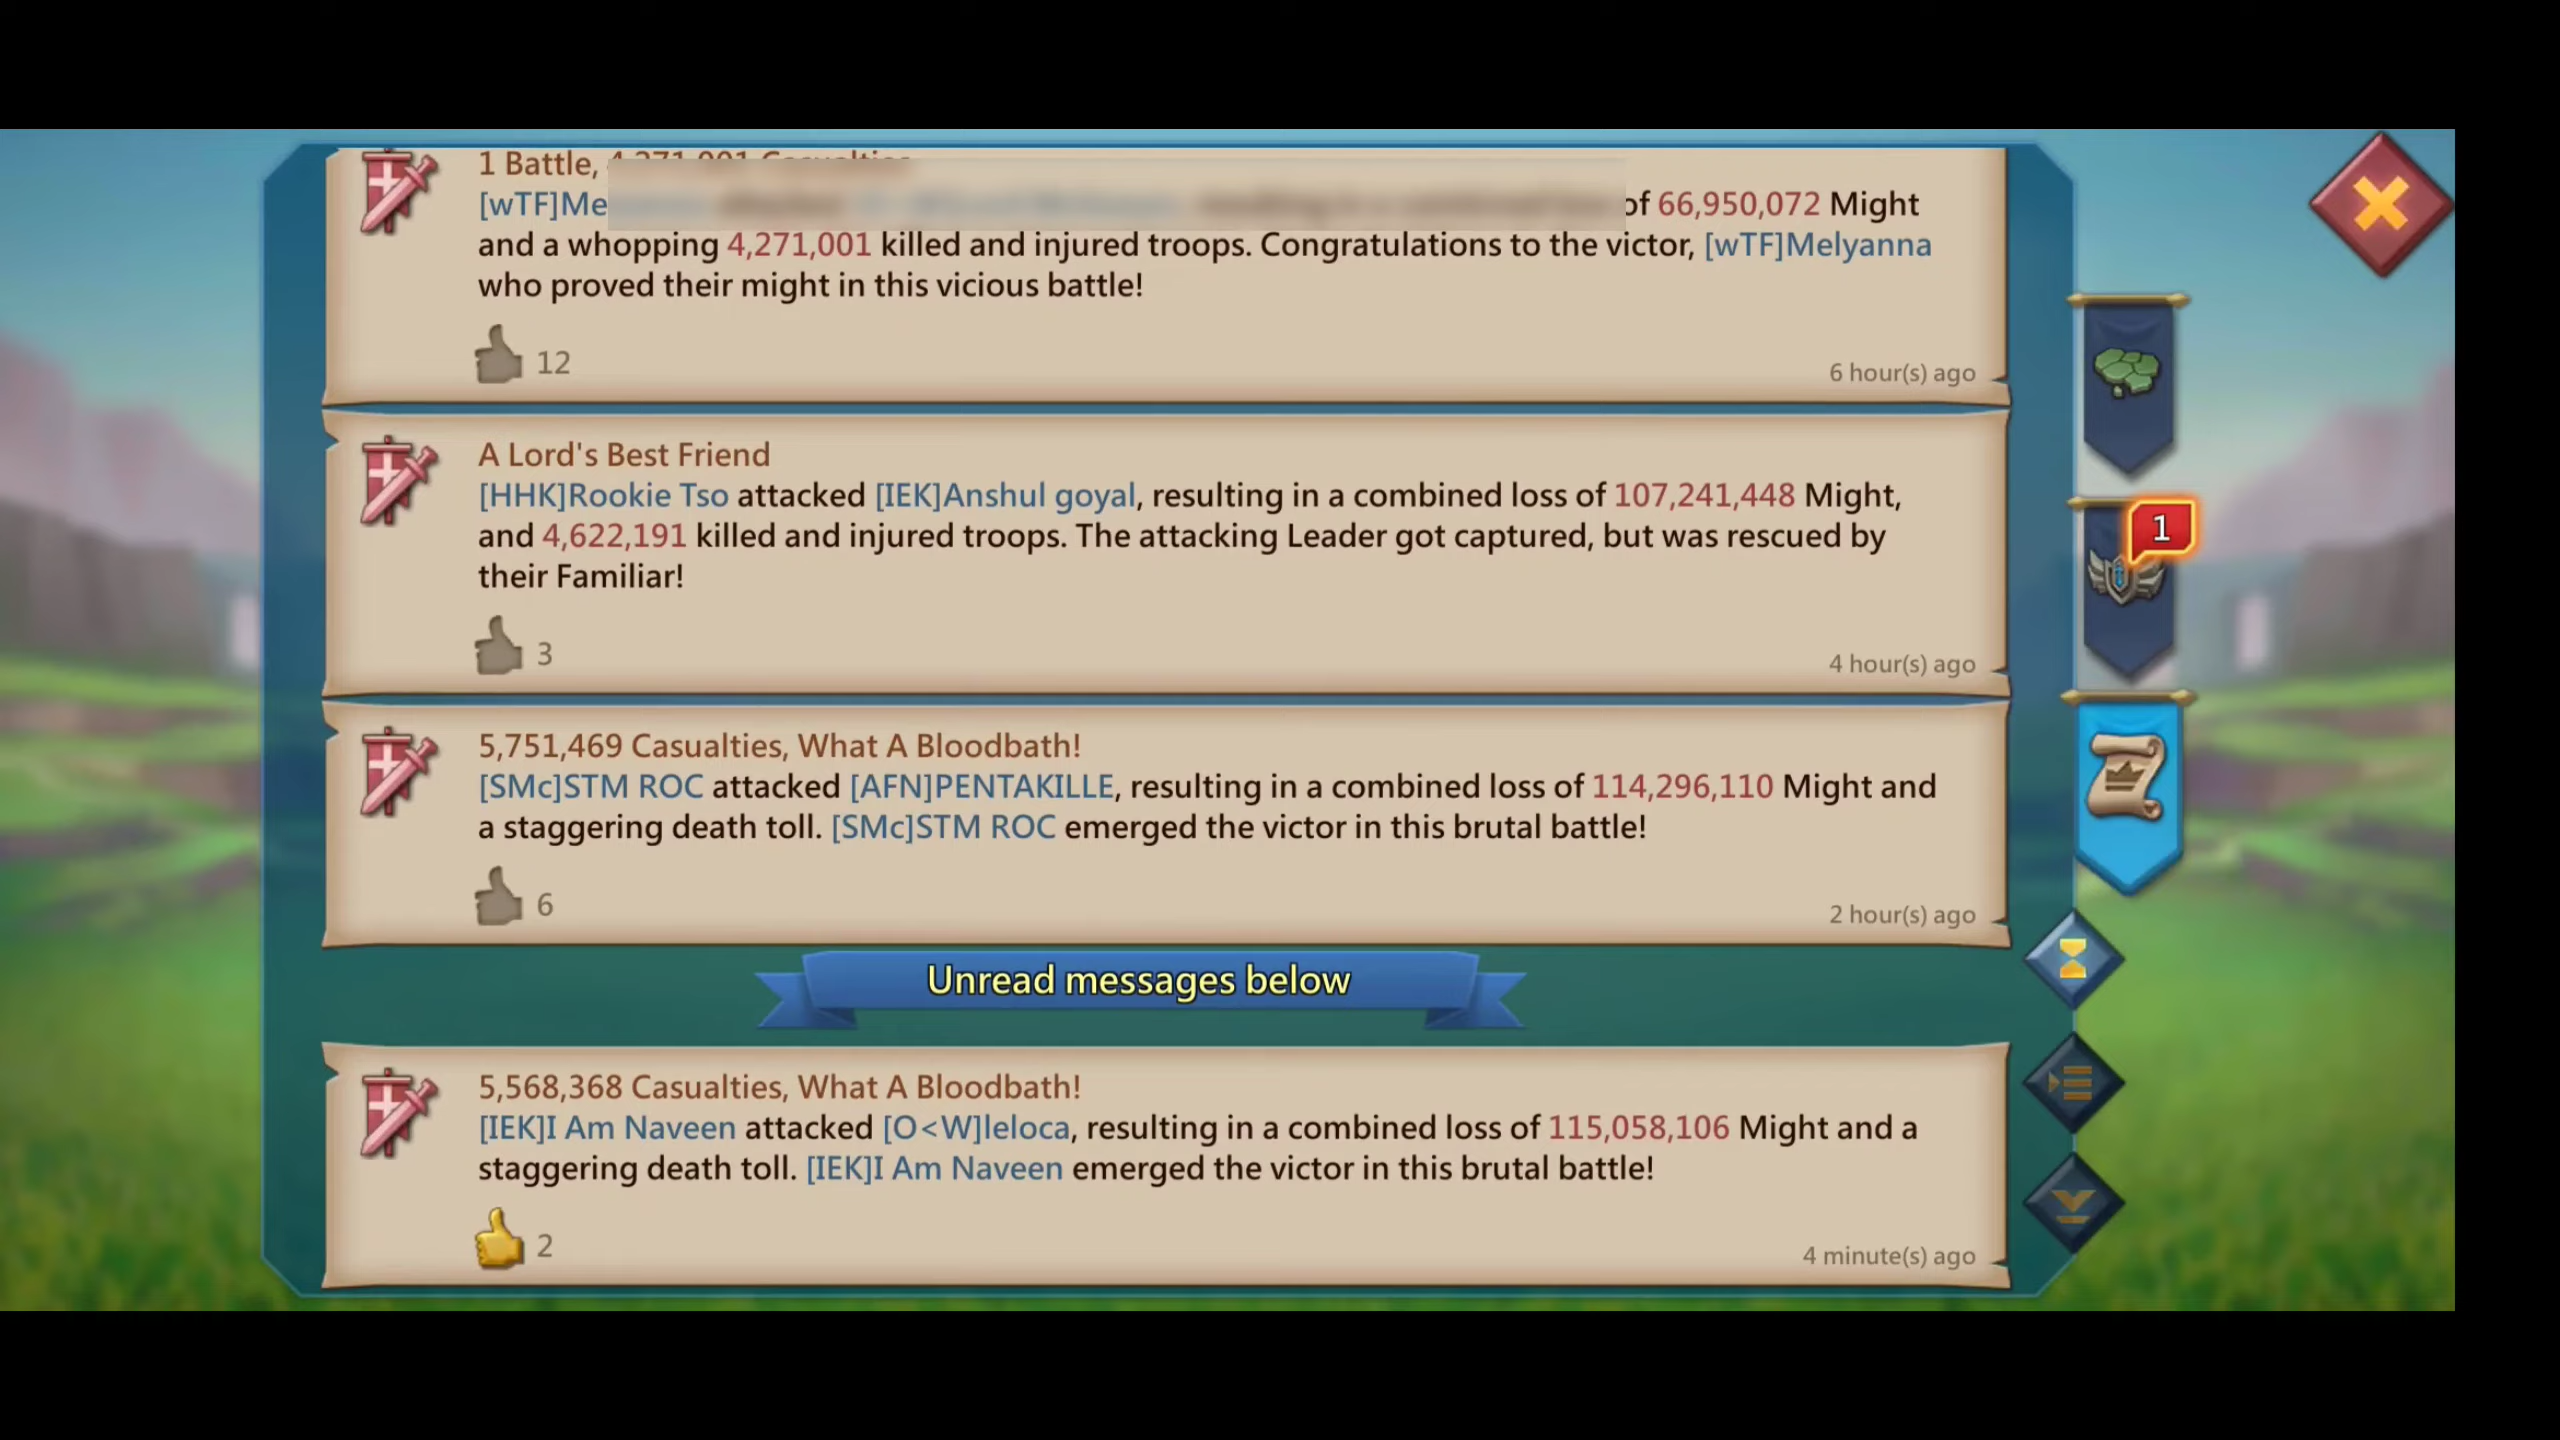 1 Battle,
[wTF]Me of 66,950,072 Might
and a whopping 4,271,001 killed and injured troops. Congratulations to the victor, [wTF]Melyanna
who proved their might in this vicious battle!
12
6 hour(s) ago
A Lord's Best Friend
[HHK]Rookie Tso attacked [IEK]Anshul goyal, resulting in a combined loss of 107,241,448 Might,
and 4,622,191 killed and injured troops. The attacking Leader got captured, but was rescued by
their Familiar!
3
4 hour(s) ago
1
5,751,469 Casualties, What A Bloodbath!
[SMc]STM ROC attacked [AFN]PENTAKILLE, resulting in a combined loss of 114,296,110 Might and
a staggering death toll. [SMc]STM ROC emerged the victor in this brutal battle!
6
2 hour(s) ago
Unread messages below
5,568,368 Casualties, What A Bloodbath!
[IEK]I Am Naveen attacked [O<W]leloca, resulting in a combined loss of 115,058,106 Might and a
staggering death toll. [IEK]I Am Naveen emerged the victor in this brutal battle!
2
4 minute(s) ago